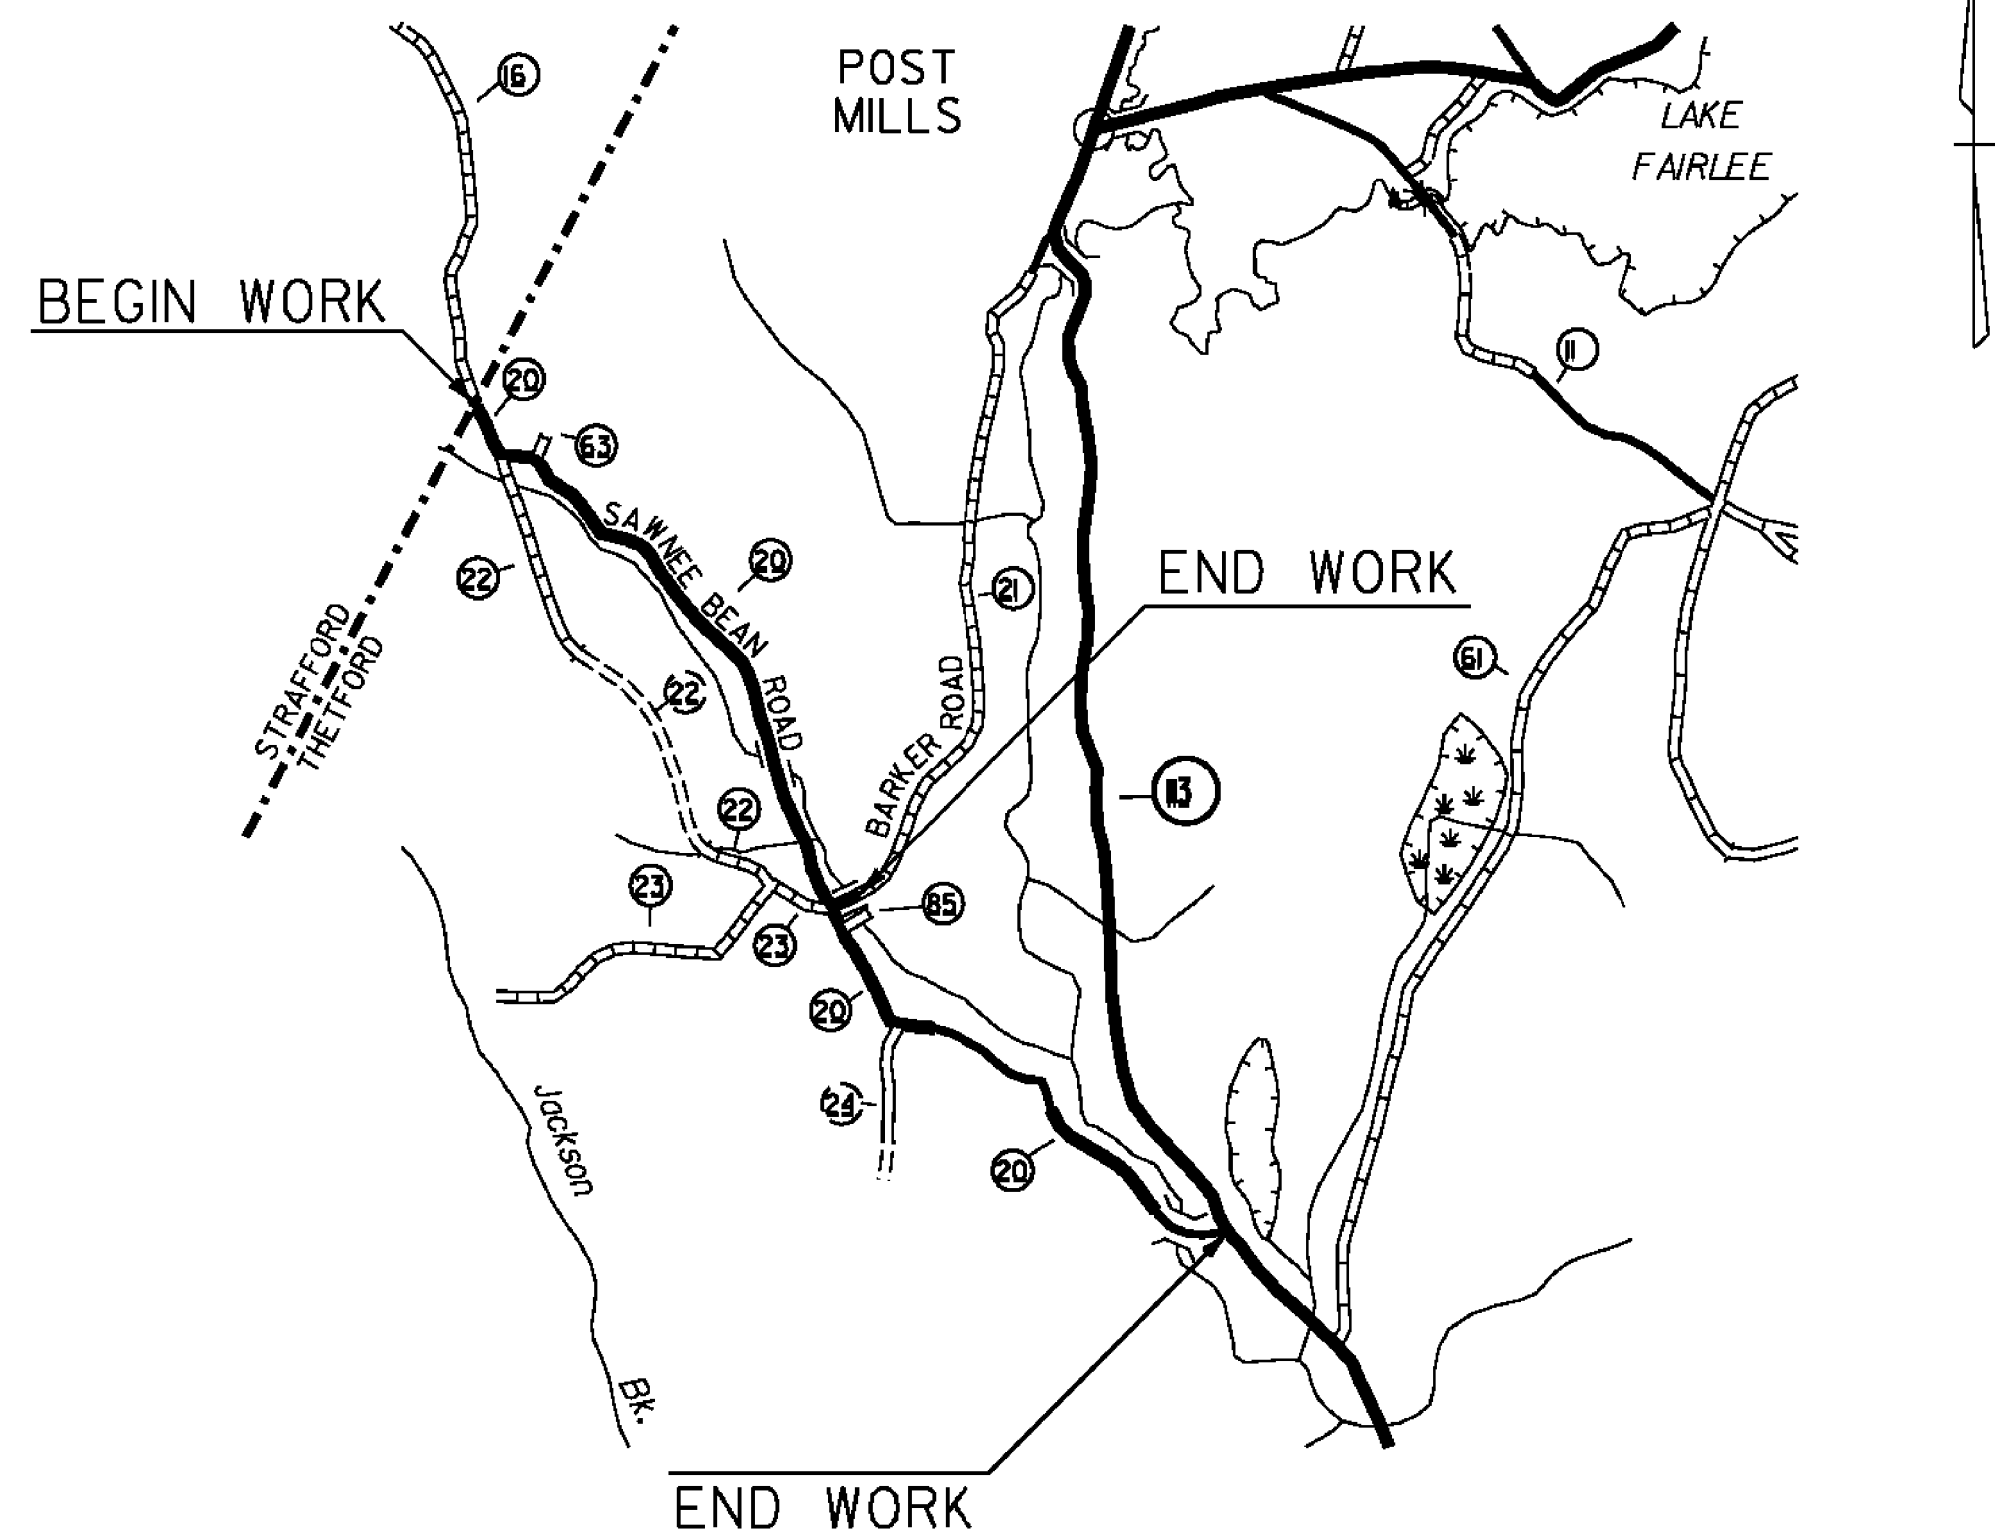 16
POST
MILLS
LAKE
FAIRLEE
BEGIN WORK
20
11
63
SAWNEE BEAN ROAD
20
END WORK
22
21
STRAFFORD
THETFORD
61
22
BARKER ROAD
113
22
23
85
23
20
24
Jackson Bk.
20
END WORK